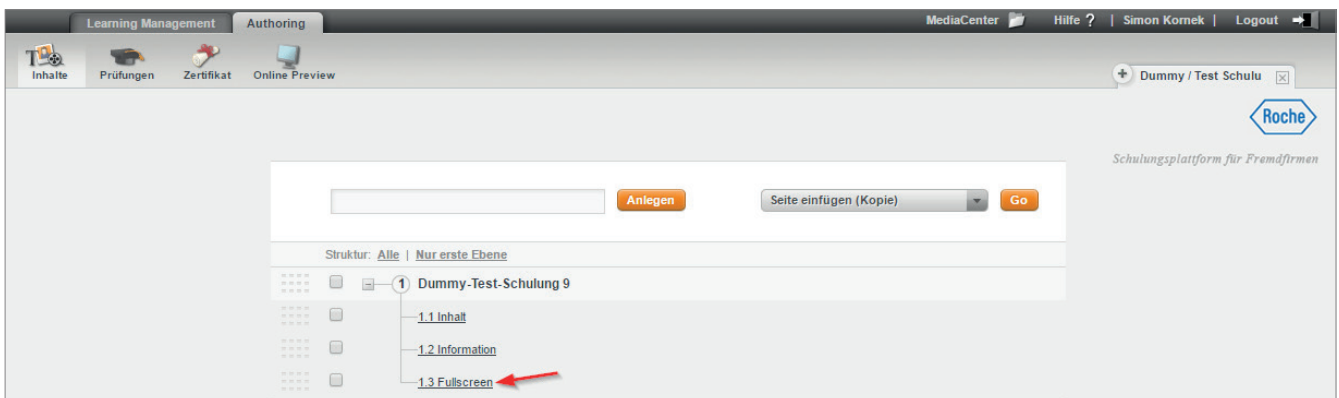 Learning Management Authoring MediaCenter Hilfe ? | Simon Kornek | Logout
Inhalte Prüfungen Zertifikat Online Preview
Dummy / Test Schulu
Roche
Schulungsplattform für Fremdfirmen
Anlegen Seite einfügen (Kopie) Go
Struktur: Alle | Nur erste Ebene
1 Dummy-Test-Schulung 9
1.1 Inhalt
1.2 Information
1.3 Fullscreen